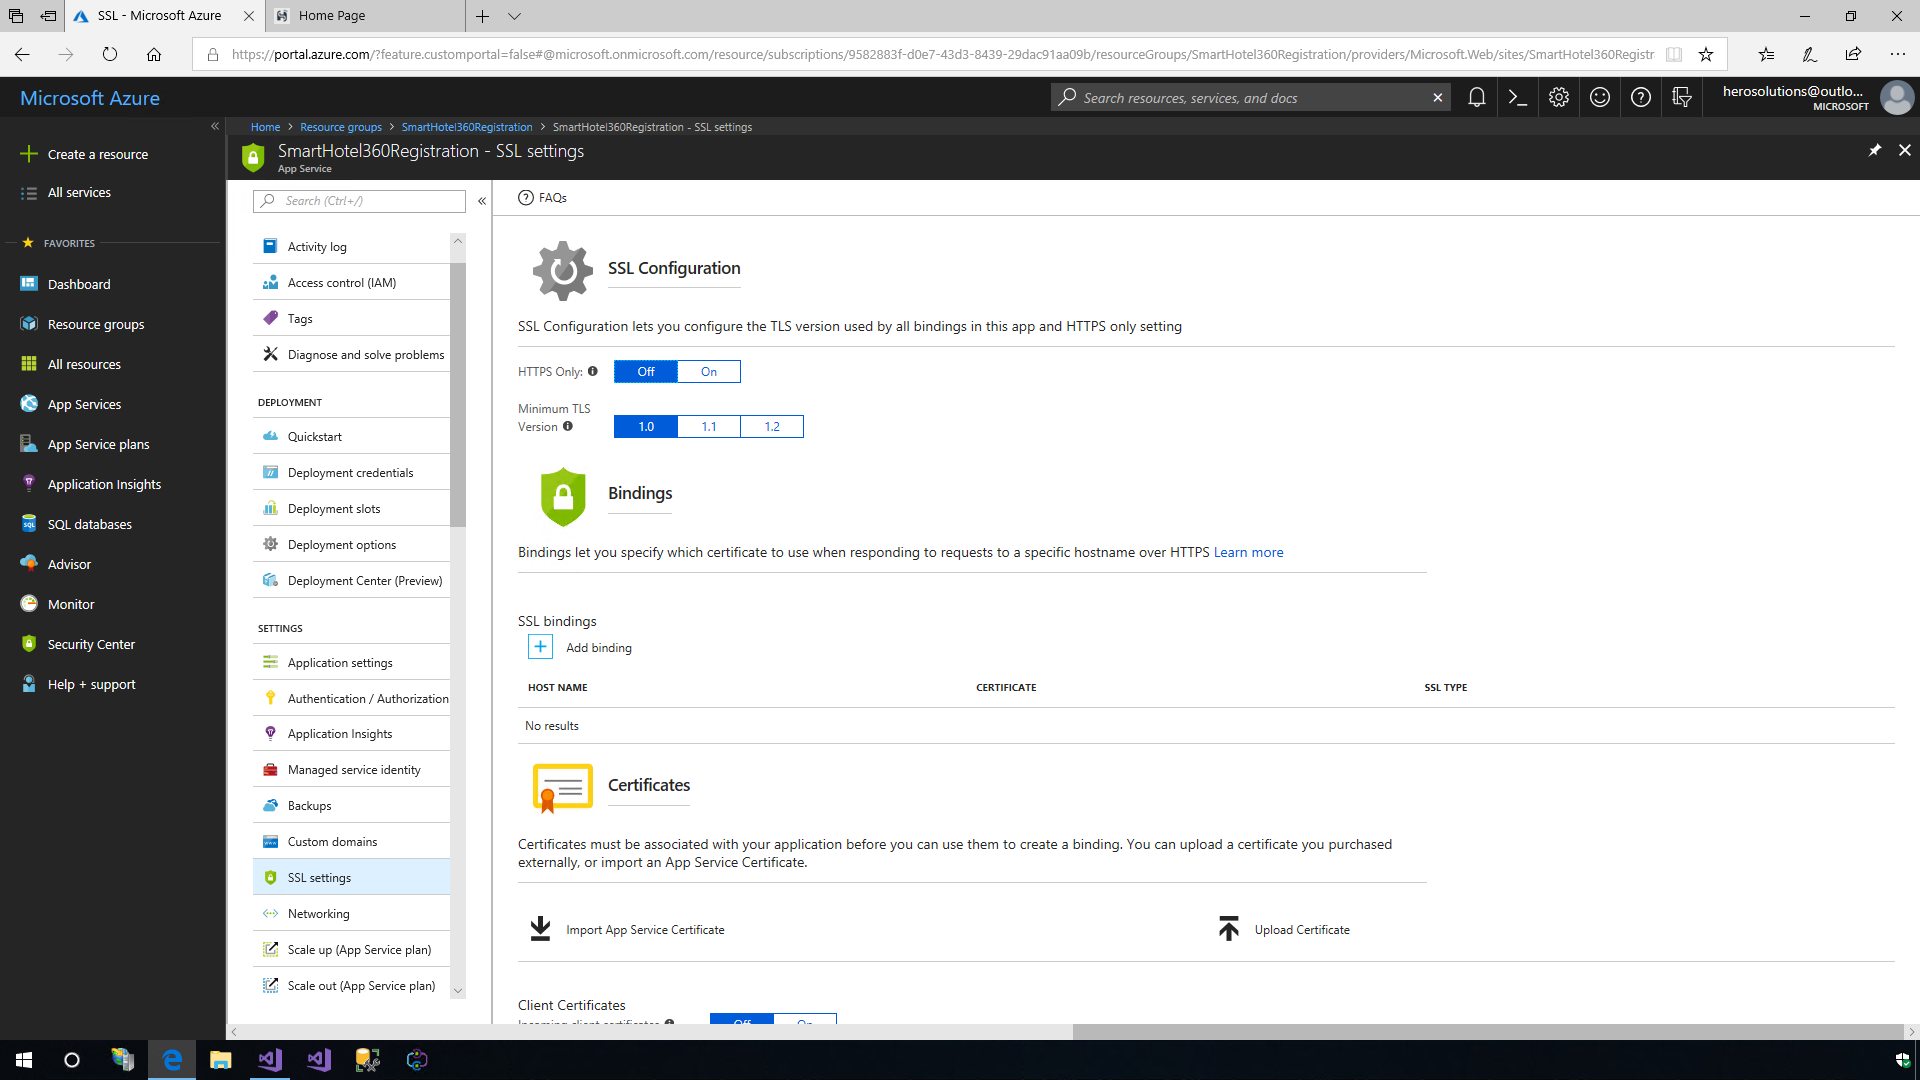 SSL - Microsoft Azure
Home Page
https://portal.azure.com/?feature.customportal=false#@microsoft.onmicrosoft.com/resource/subscriptions/9582883f-d0e7-43d3-8439-29dac91aa09b/resourceGroups/SmartHotel360Registration/providers/Microsoft.Web/sites/SmartHotel360Registr
Microsoft Azure
Search resources, services, and docs
herosolutions@outlo...
MICROSOFT
Home > Resource groups > SmartHotel360Registration > SmartHotel360Registration - SSL settings
SmartHotel360Registration - SSL settings
App Service
Create a resource
All services
FAVORITES
Dashboard
Resource groups
All resources
App Services
App Service plans
Application Insights
SQL databases
Advisor
Monitor
Security Center
Help + support
Search (Ctrl+/)
Activity log
Access control (IAM)
Tags
Diagnose and solve problems
DEPLOYMENT
Quickstart
Deployment credentials
Deployment slots
Deployment options
Deployment Center (Preview)
SETTINGS
Application settings
Authentication / Authorization
Application Insights
Managed service identity
Backups
Custom domains
SSL settings
Networking
Scale up (App Service plan)
Scale out (App Service plan)
FAQs
SSL Configuration
SSL Configuration lets you configure the TLS version used by all bindings in this app and HTTPS only setting
HTTPS Only: Off On
Minimum TLS
Version 1.0 1.1 1.2
Bindings
Bindings let you specify which certificate to use when responding to requests to a specific hostname over HTTPS Learn more
SSL bindings
Add binding
HOST NAME CERTIFICATE SSL TYPE
No results
Certificates
Certificates must be associated with your application before you can use them to create a binding. You can upload a certificate you purchased
externally, or import an App Service Certificate.
Import App Service Certificate
Upload Certificate
Client Certificates
Incoming client certificates Off On